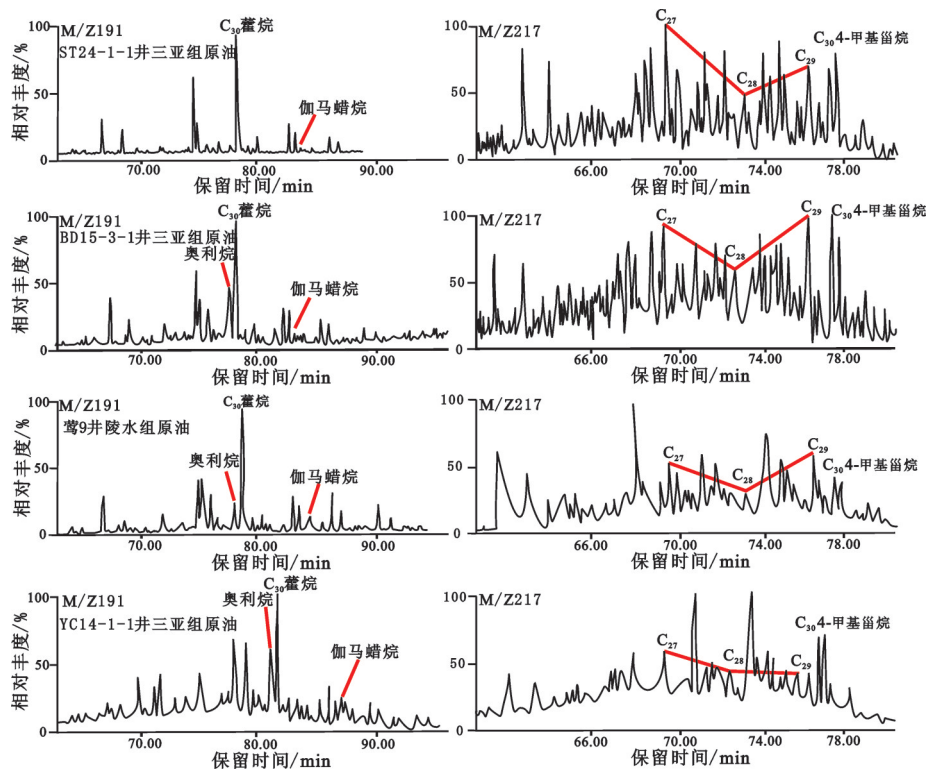 M/Z191
C₃₀藿烷
ST24-1-1井三亚组原油
伽马蜡烷
相对丰度/%
100
50
0
70.00
80.00
90.00
保留时间/min
M/Z217
C₂₇
C₂₈
C₂₉
C₃₀4-甲基甾烷
100
50
0
66.00
70.00
74.00
78.00
保留时间/min
M/Z191
C₃₀藿烷
BD15-3-1井三亚组原油
奥利烷
伽马蜡烷
相对丰度/%
100
50
0
70.00
80.00
90.00
保留时间/min
M/Z217
C₂₇
C₂₈
C₂₉
C₃₀4-甲基甾烷
100
50
0
66.00
70.00
74.00
78.00
保留时间/min
M/Z191
C₃₀藿烷
莺9井陵水组原油
奥利烷
伽马蜡烷
相对丰度/%
100
50
0
70.00
80.00
90.00
保留时间/min
M/Z217
C₂₇
C₂₈
C₂₉
C₃₀4-甲基甾烷
100
50
0
66.00
70.00
74.00
78.00
保留时间/min
M/Z191
C₃₀藿烷
奥利烷
YC14-1-1井三亚组原油
伽马蜡烷
相对丰度/%
100
50
0
70.00
80.00
90.00
保留时间/min
M/Z217
C₂₇
C₂₈
C₂₉
C₃₀4-甲基甾烷
100
50
0
66.00
70.00
74.00
78.00
保留时间/min